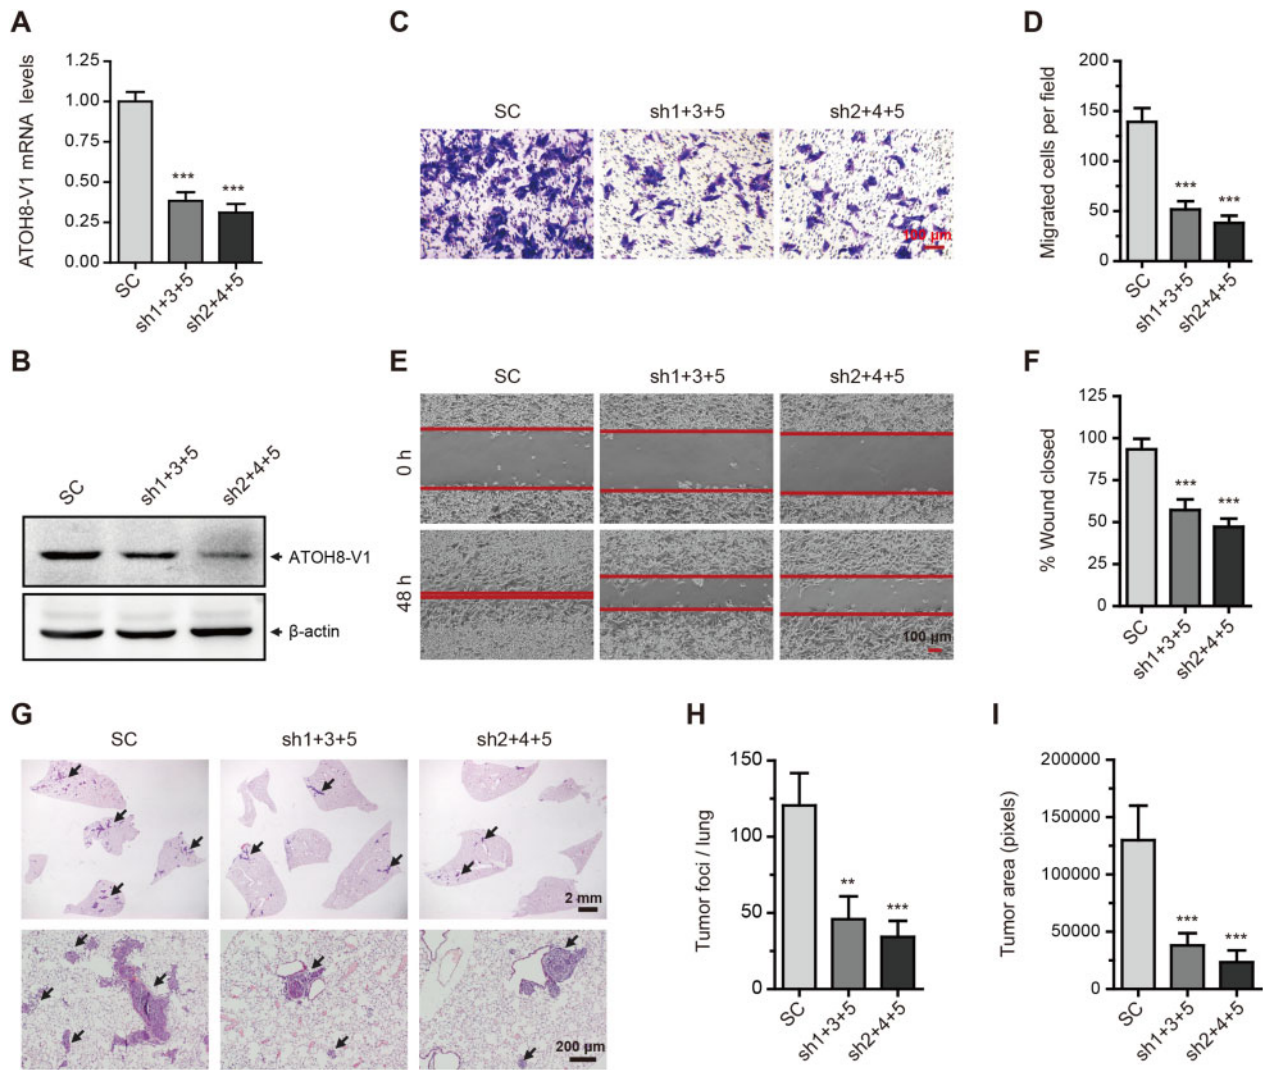 A
ATOH8-V1 mRNA levels
1.25
1.00
0.75
0.50
0.25
0.00
***
***
SC
sh1+3+5
sh2+4+5
B
SC
sh1+3+5
sh2+4+5
ATOH8-V1
β-actin
C
SC
sh1+3+5
sh2+4+5
100 µm
D
Migrated cells per field
200
150
100
50
0
***
***
SC
sh1+3+5
sh2+4+5
E
SC
sh1+3+5
sh2+4+5
0 h
48 h
100 µm
F
% Wound closed
125
100
75
50
25
0
***
***
SC
sh1+3+5
sh2+4+5
G
SC
sh1+3+5
sh2+4+5
2 mm
200 µm
H
Tumor foci / lung
150
100
50
0
**
***
SC
sh1+3+5
sh2+4+5
I
Tumor area (pixels)
200000
150000
100000
50000
0
***
***
SC
sh1+3+5
sh2+4+5